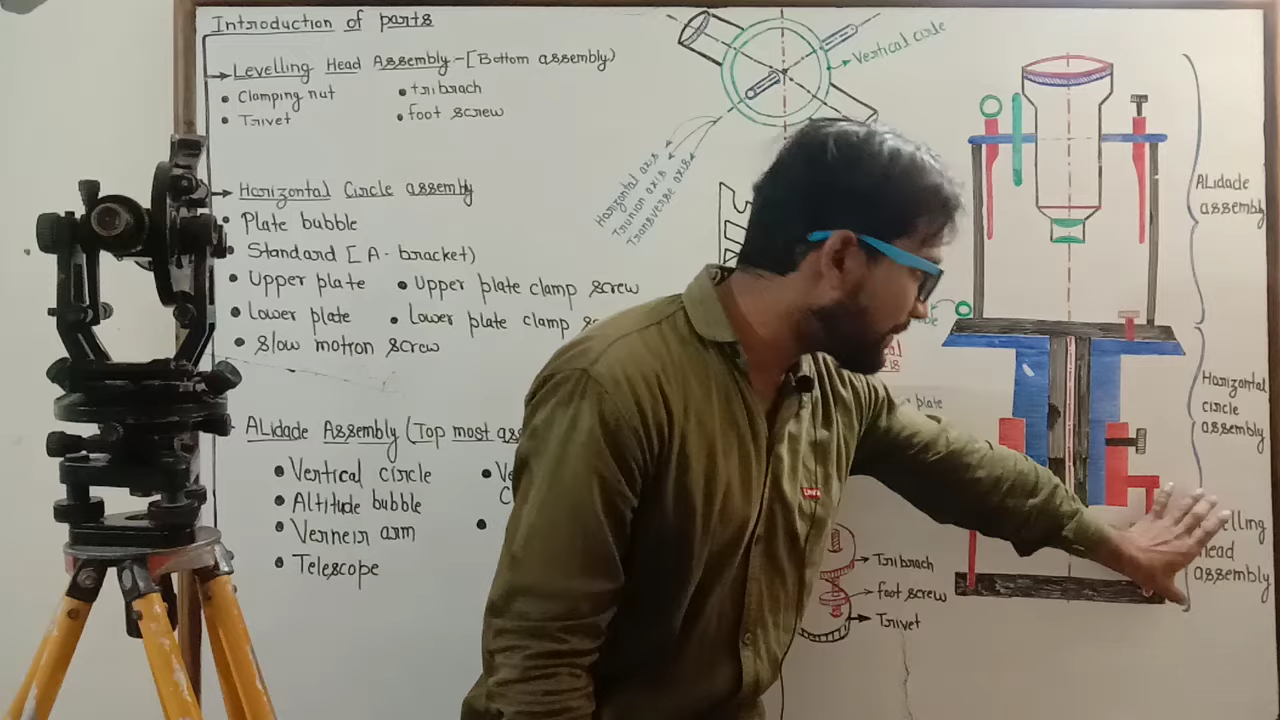 Introduction of parts
Levelling Head Assembly-[Bottom assembly)
• Clamping nut
• tribrach
• Trivet
• foot screw
Horizontal Circle assembly
• Plate bubble
• Standard [A-bracket)
• Upper plate
• Upper plate clamp screw
• Lower plate
• Lower plate clamp
• Slow motion screw
ALidade Assembly (Top most
• Vertical circle
• Altitude bubble
• Verneir arm
• Telescope
Vertical circle
Horizontal axis
Trunion axis
Transverse axis
plate
Tribrach
foot screw
Trivet
ALidade
assembly
Horizontal
circle
assembly
elling
head
assembly